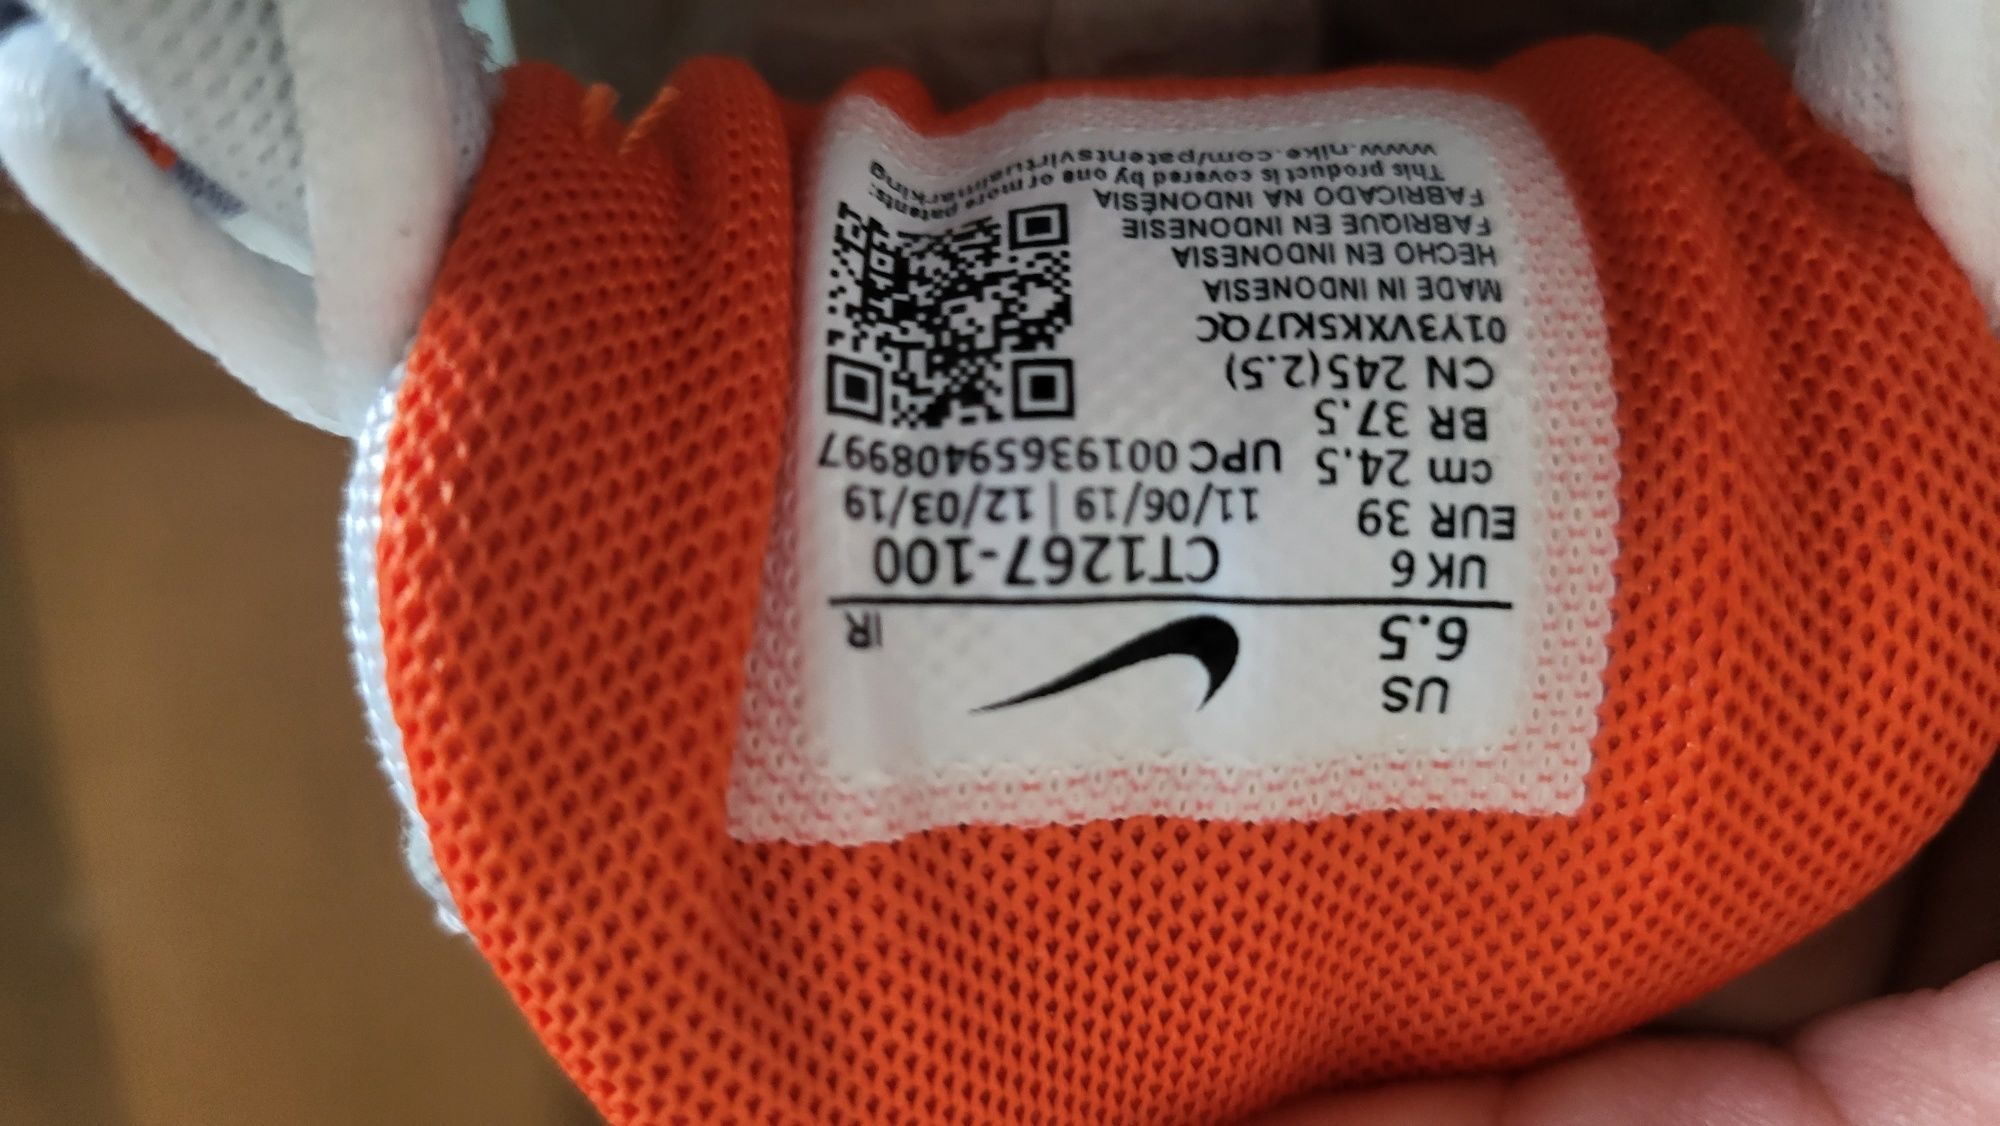 US
6.5
IR
UK 6
EUR 39
cm 24.5
BR 37.5
CN 245(2.5)
CT1267-100
11/06/19 | 12/03/19
UPC 00193659408997
01Y3VXK5KJ7QC
MADE IN INDONESIA
HECHO EN INDONESIA
FABRIQUE EN INDONESIE
FABRICADO NA INDONÉSIA
This product is covered by one or more patents:
www.nike.com/patentsvirtualmarking